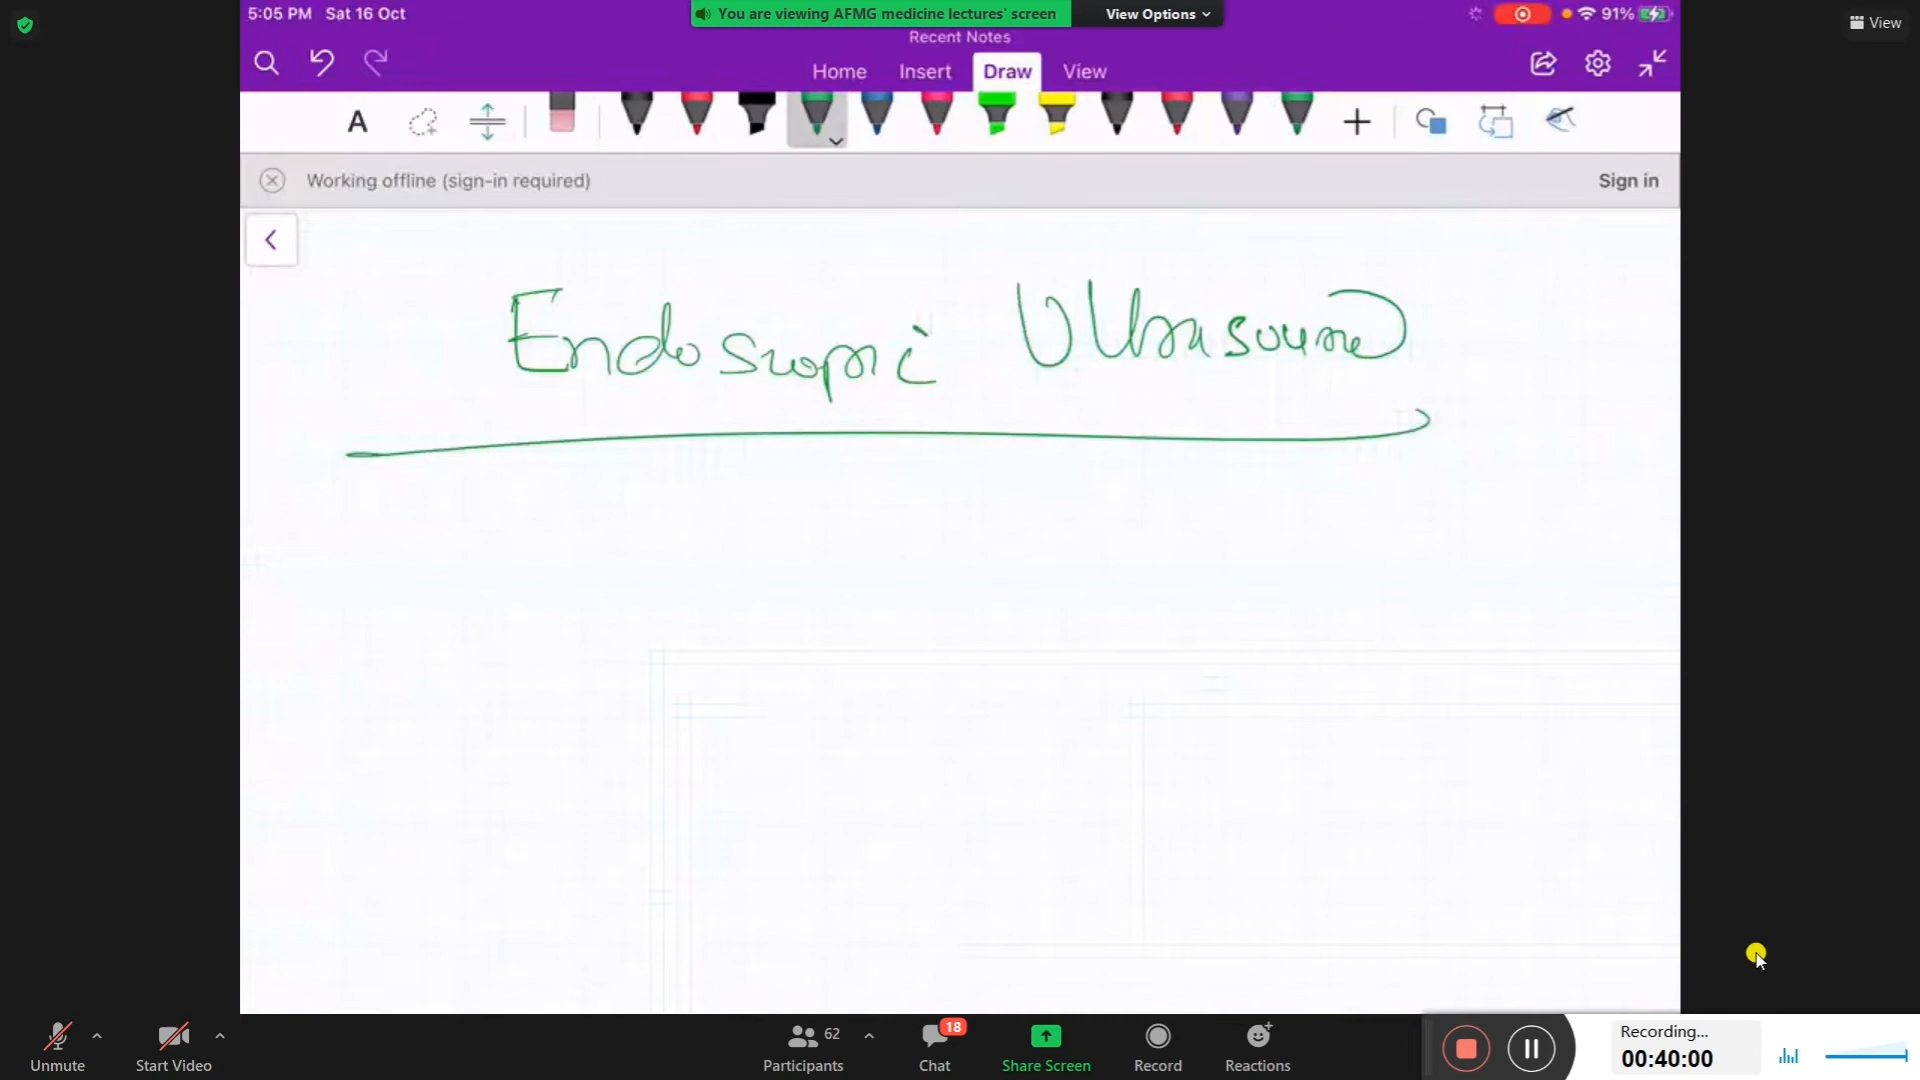 5:05 PM Sat 16 Oct
You are viewing AFMG medicine lectures' screen View Options
91%
View
Recent Notes
Home Insert Draw View
A
Working offline (sign-in required) Sign in
Endoscopic Ultrasound
Unmute
Start Video
62
Participants
18
Chat
Share Screen
Record
Reactions
Recording...
00:40:00